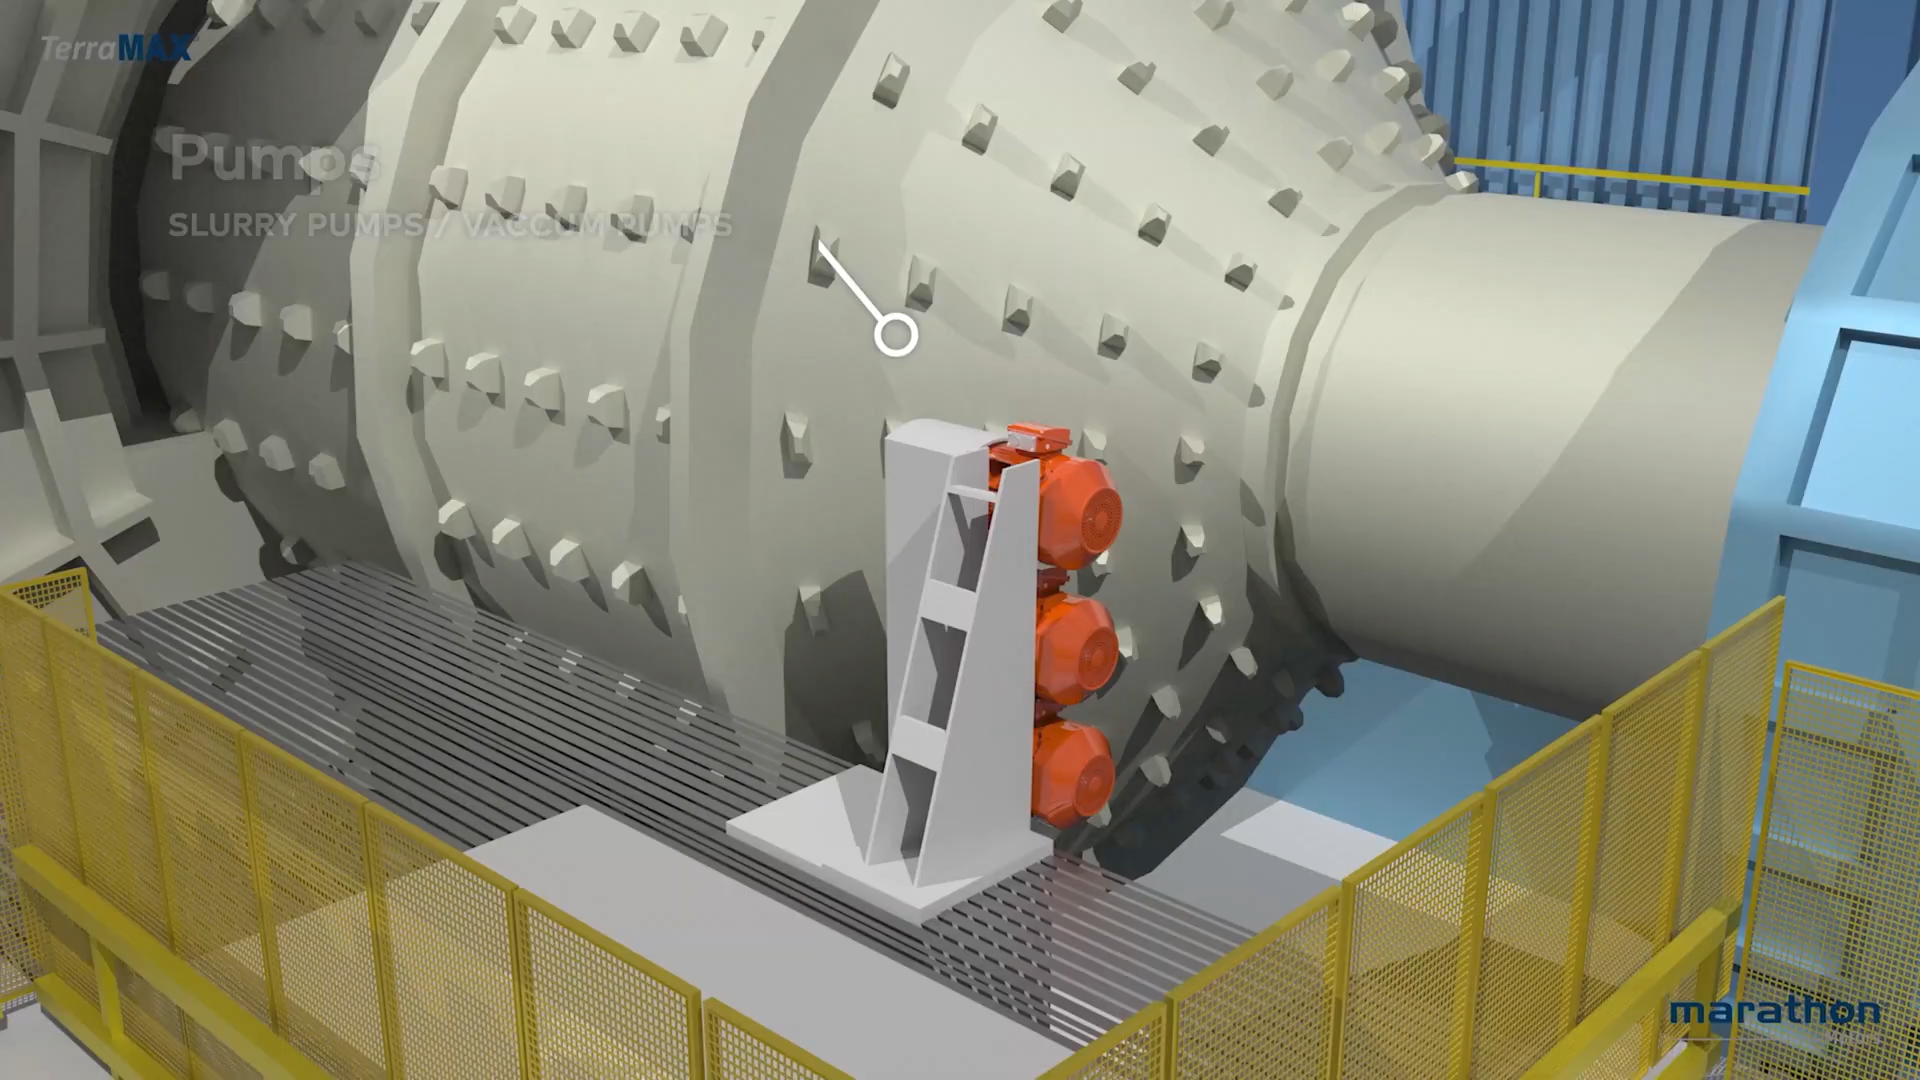 TerraMAX
Pumps
SLURRY PUMPS / VACCUM PUMPS
marathon